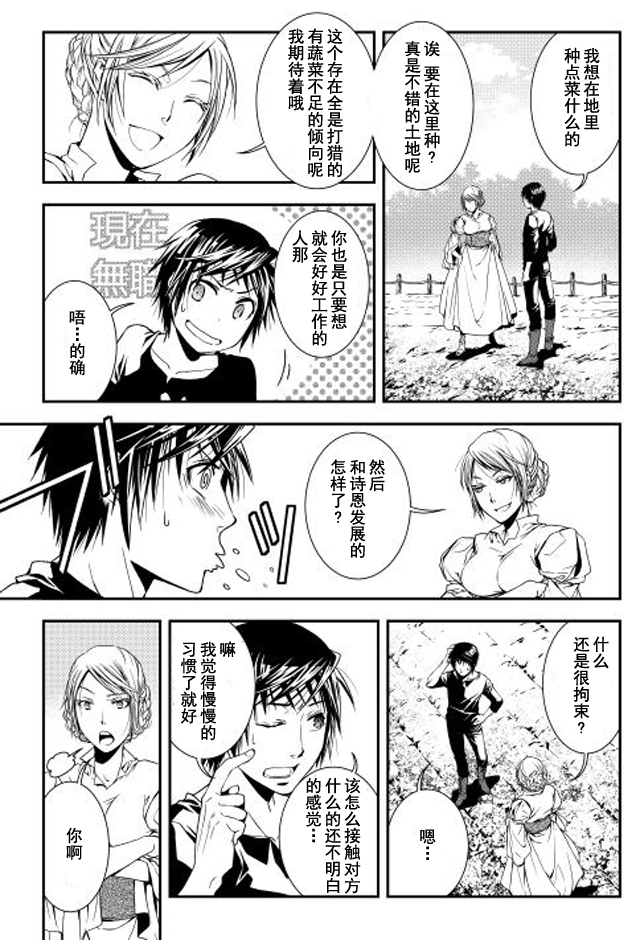 我想在地里
种点菜什么的
诶 要在这里种?
真是不错的土地呢
这个存在全是打猎的
有蔬菜不足的倾向呢
我期待着哦
你也是只要想
就会好好工作的
人那
現在
無職
唔…的确
然后
和诗恩发展的
怎样了?
什么
还是很拘束?
嗯…
嘛
我觉得慢慢的
习惯了就好
该怎么接触对方
什么的还不明白
的感觉…
你啊